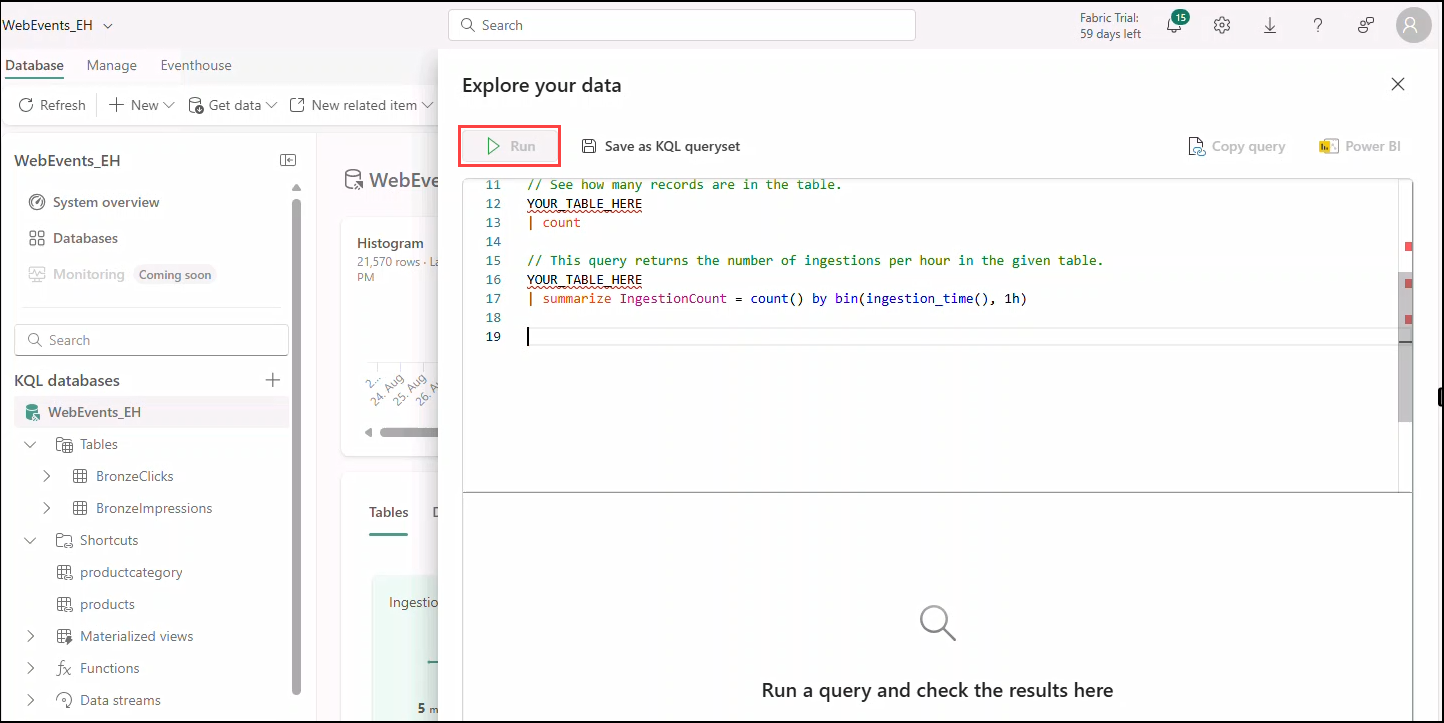 WebEvents_EH
Search
Fabric Trial:
59 days left
15
Database
Manage
Eventhouse
Refresh
New
Get data
New related item
WebEvents_EH
System overview
Databases
Monitoring
Coming soon
Search
KQL databases
WebEvents_EH
Tables
BronzeClicks
BronzeImpressions
Shortcuts
productcategory
products
Materialized views
Functions
Data streams
WebEve
Histogram
21,570 rows · La
PM
2...
24. Aug
25. Aug
26. A
Tables
Ingestio
5 m
Explore your data
Run
Save as KQL queryset
Copy query
Power BI
11 // See how many records are in the table.
12 YOUR_TABLE_HERE
13 | count
14
15 // This query returns the number of ingestions per hour in the given table.
16 YOUR_TABLE_HERE
17 | summarize IngestionCount = count() by bin(ingestion_time(), 1h)
18
19
Run a query and check the results here